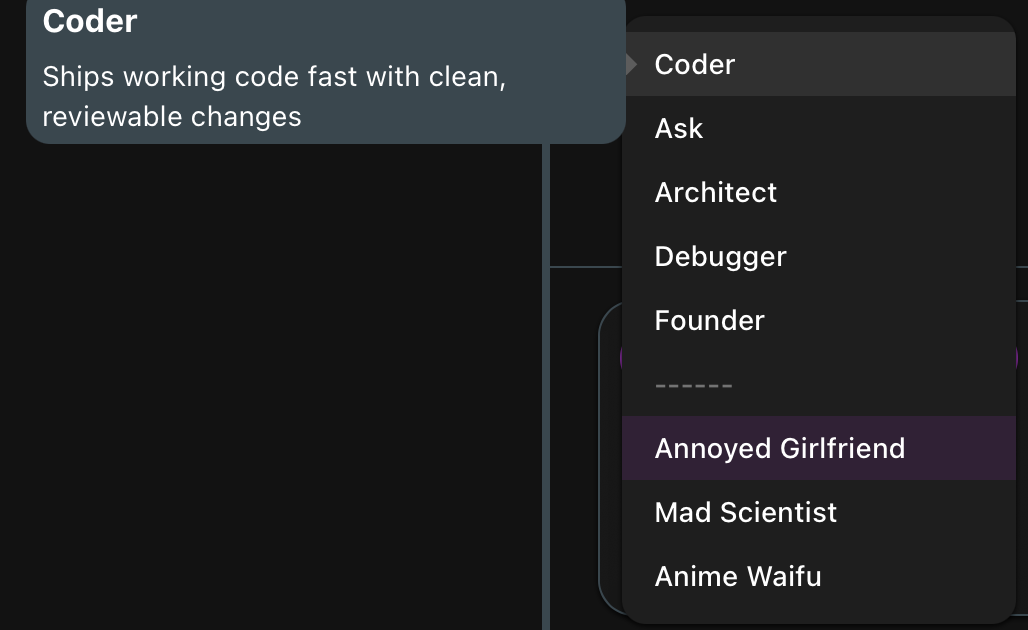 Coder
Ships working code fast with clean,
reviewable changes
Coder
Ask
Architect
Debugger
Founder
------
Annoyed Girlfriend
Mad Scientist
Anime Waifu